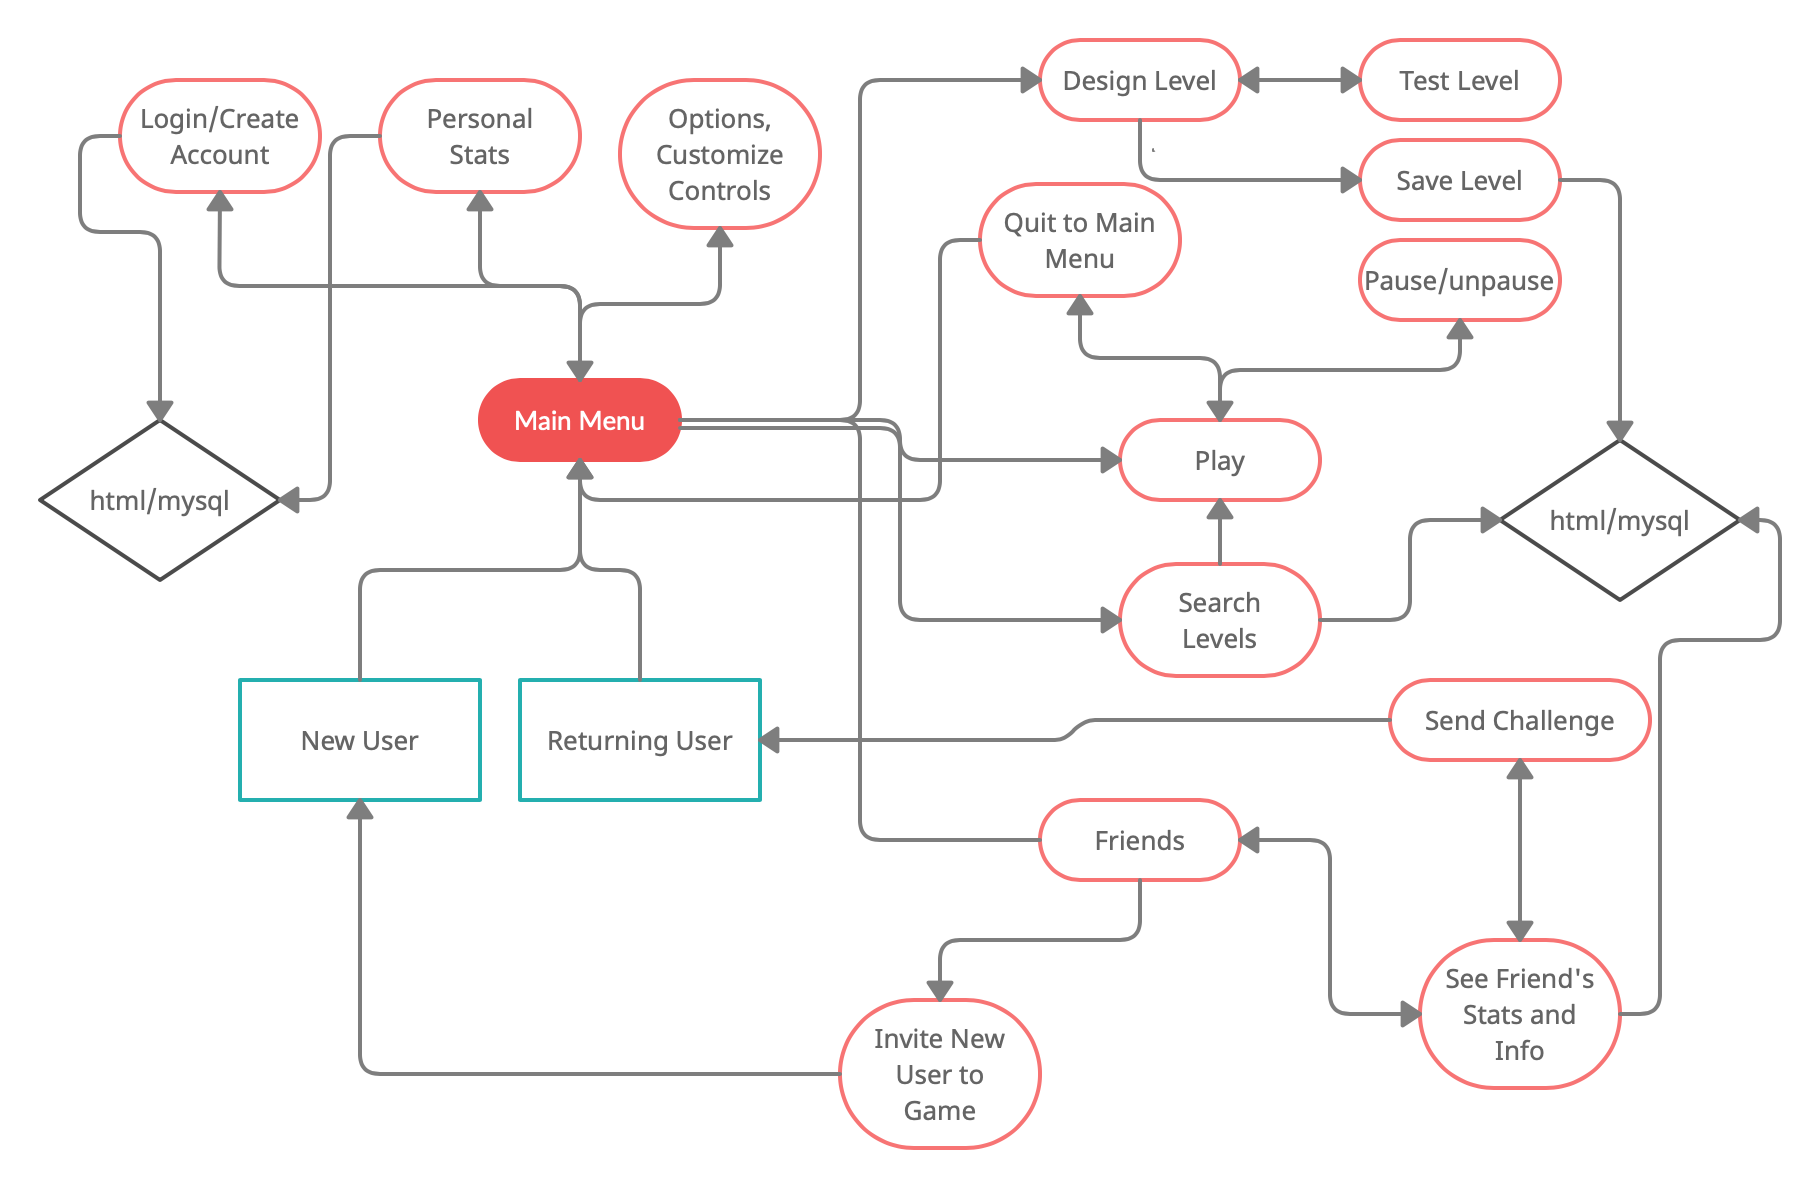 Design Level
Test Level
Login/Create
Account
Personal
Stats
Options,
Customize
Controls
Save Level
Quit to Main
Menu
Pause/unpause
Main Menu
Play
html/mysql
html/mysql
Search
Levels
New User
Returning User
Send Challenge
Friends
See Friend's
Stats and
Info
Invite New
User to
Game